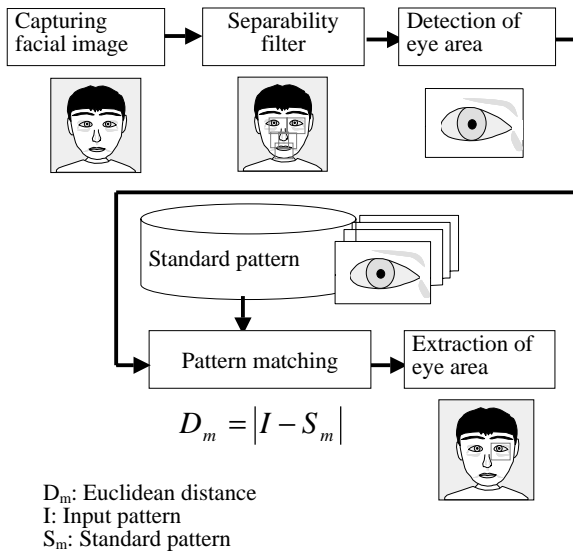 Capturing
facial image
Separability
filter
Detection of
eye area
Standard pattern
Pattern matching
Extraction of
eye area
D_m = |I − S_m|
D_m: Euclidean distance
I: Input pattern
S_m: Standard pattern